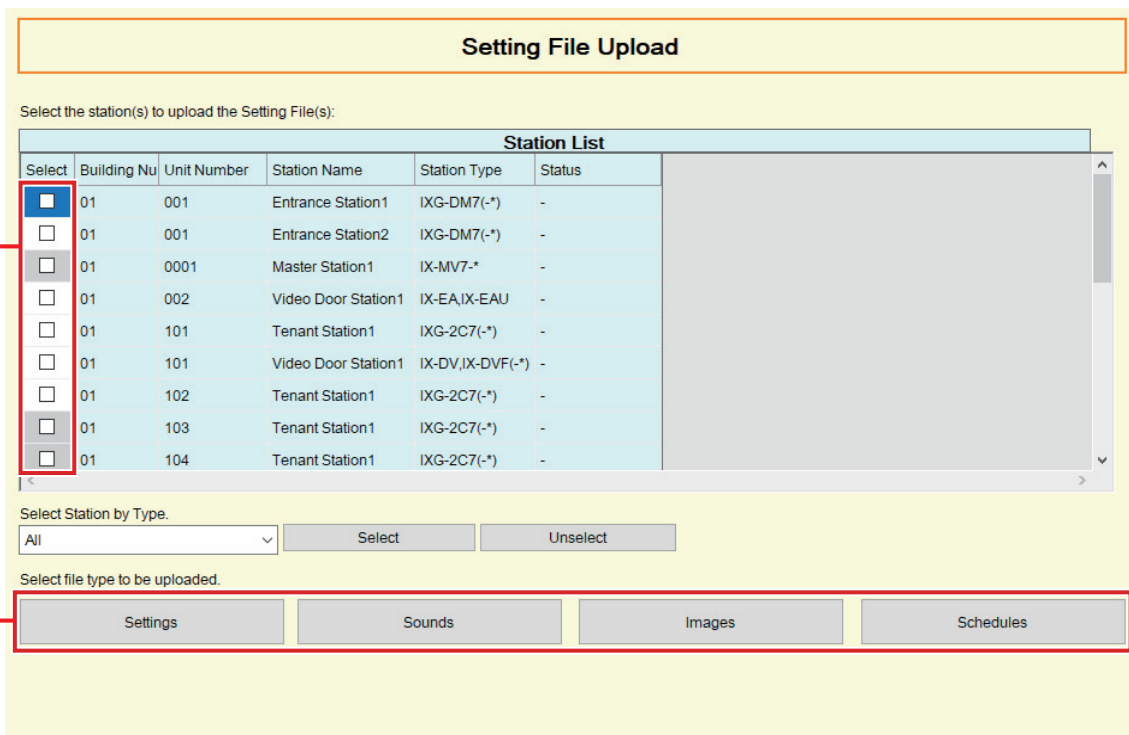 Setting File Upload
Select the station(s) to upload the Setting File(s):
Station List
Select Building Nu Unit Number Station Name Station Type Status
01 001 Entrance Station1 IXG-DM7(-*) -
01 001 Entrance Station2 IXG-DM7(-*) -
01 0001 Master Station1 IX-MV7-* -
01 002 Video Door Station1 IX-EA,IX-EAU -
01 101 Tenant Station1 IXG-2C7(-*) -
01 101 Video Door Station1 IX-DV,IX-DVF(-*) -
01 102 Tenant Station1 IXG-2C7(-*) -
01 103 Tenant Station1 IXG-2C7(-*) -
01 104 Tenant Station1 IXG-2C7(-*) -
Select Station by Type.
All Select Unselect
Select file type to be uploaded.
Settings Sounds Images Schedules